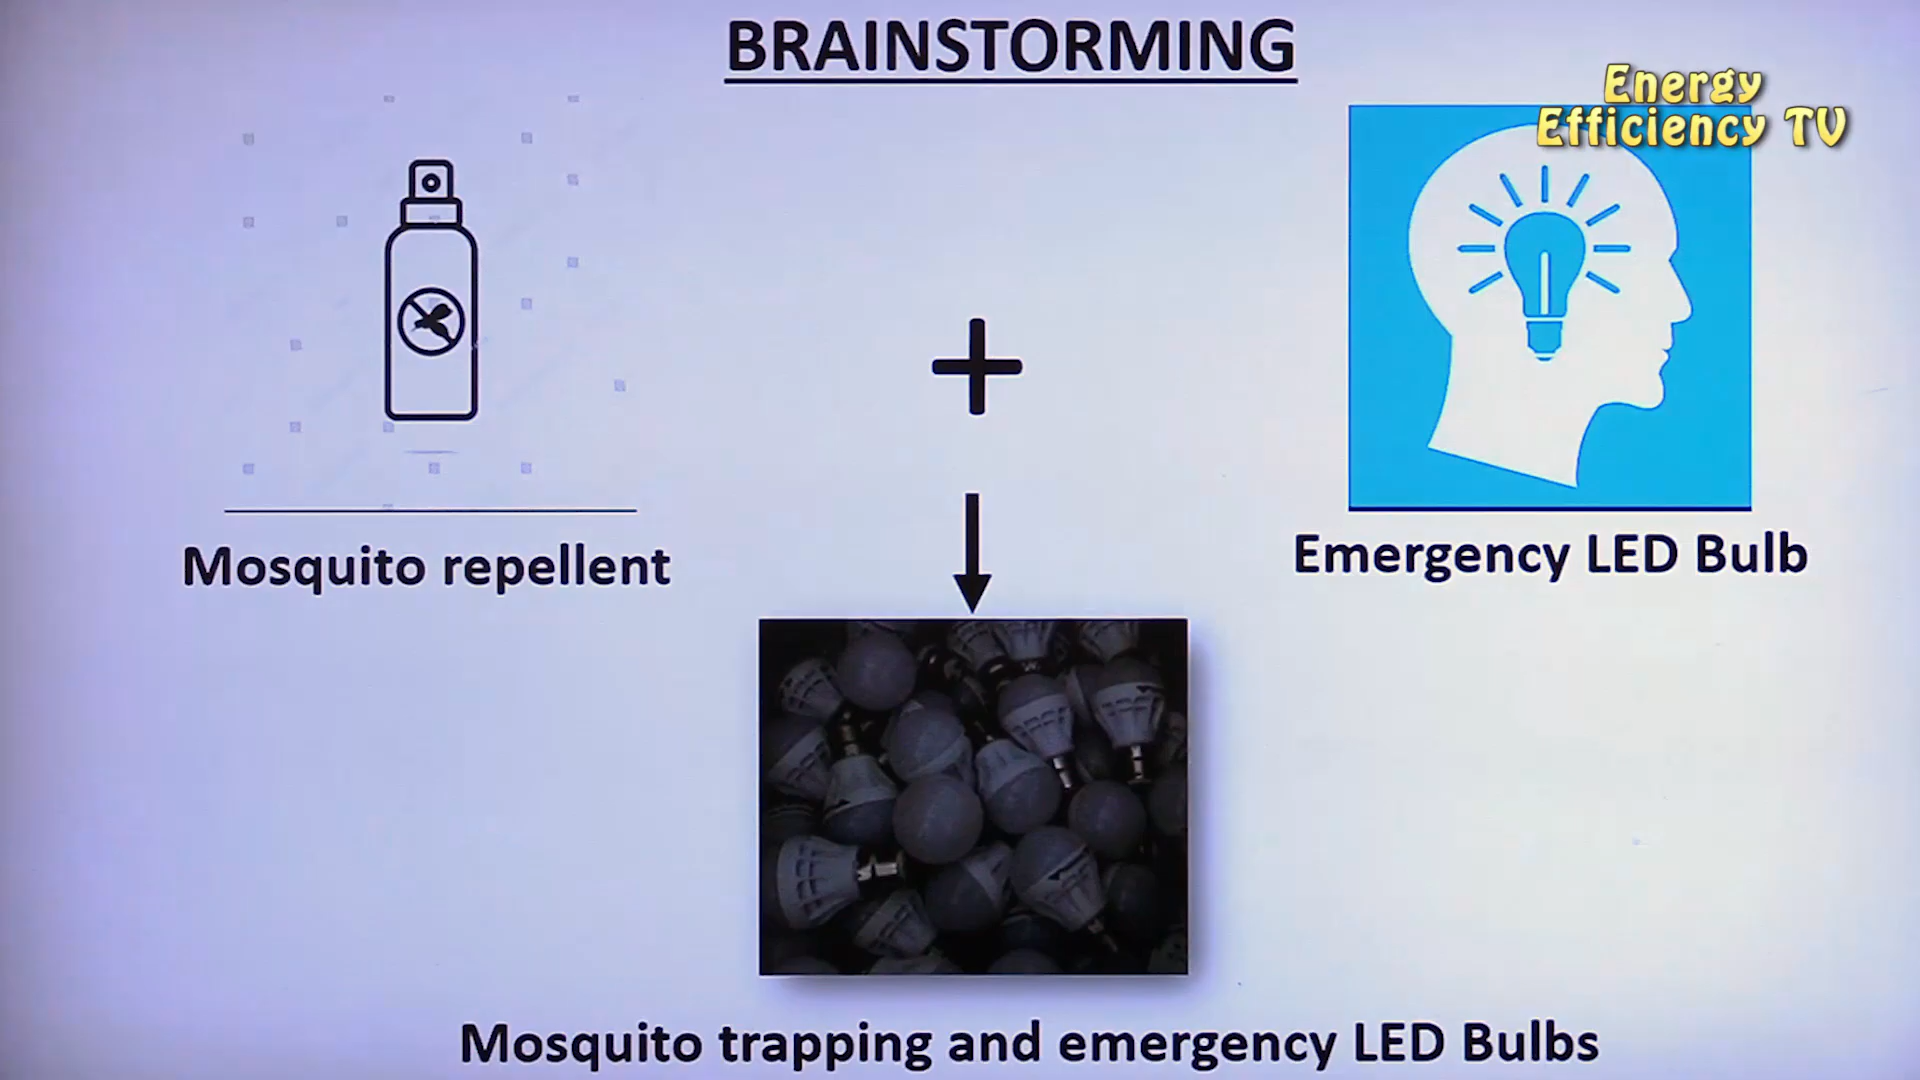 BRAINSTORMING
Energy
Efficiency TV
Mosquito repellent
Emergency LED Bulb
Mosquito trapping and emergency LED Bulbs